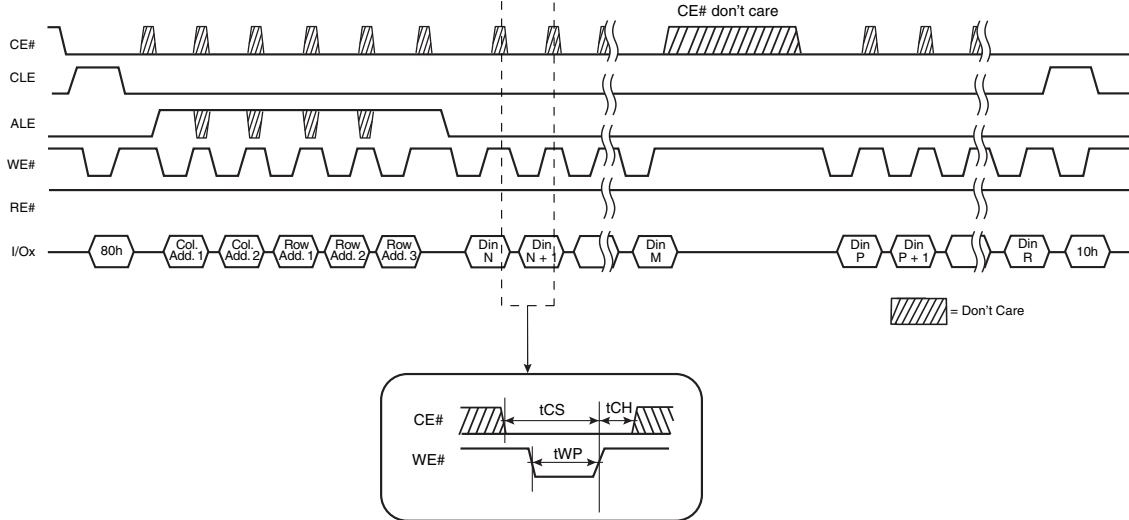 CE# don't care
CE#
CLE
ALE
WE#
RE#
I/Ox
80h
Col. Add. 1
Col. Add. 2
Row Add. 1
Row Add. 2
Row Add. 3
Din N
Din N + 1
Din M
Din P
Din P + 1
Din R
10h
= Don't Care
CE#
tCS
tCH
WE#
tWP